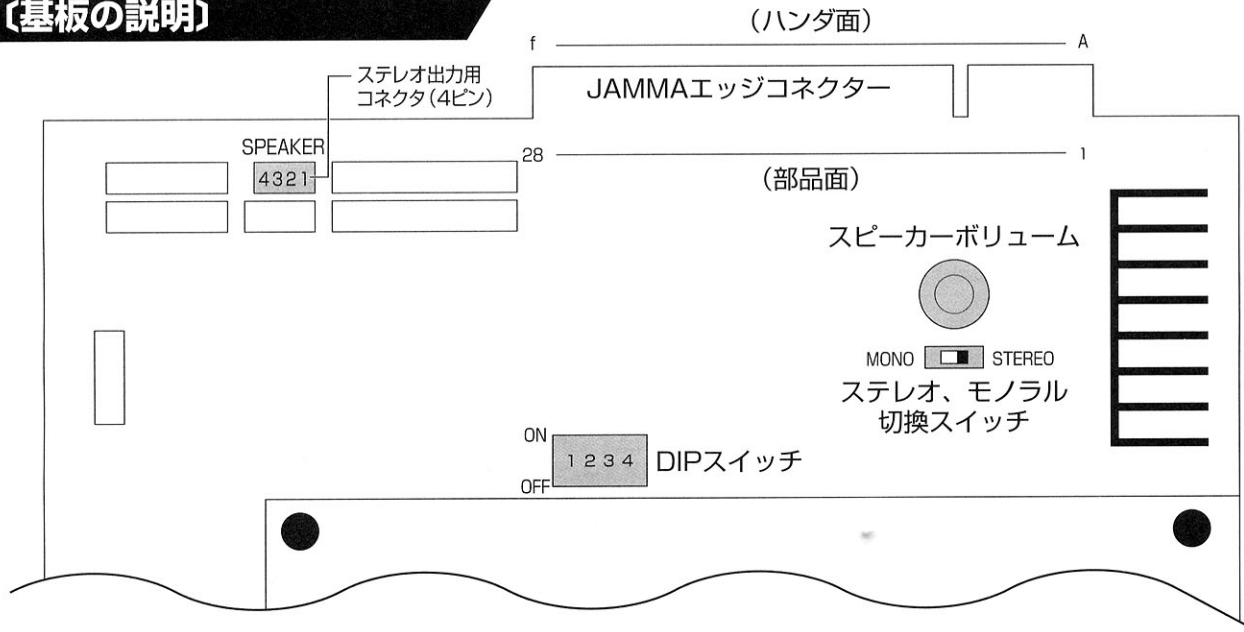 〔基板の説明〕
(ハンダ面)
f A
ステレオ出力用
コネクタ(4ピン)
JAMMAエッジコネクター
SPEAKER
4321
28 1
(部品面)
スピーカーボリューム
MONO STEREO
ステレオ、モノラル
切換スイッチ
ON
1 2 3 4 DIPスイッチ
OFF